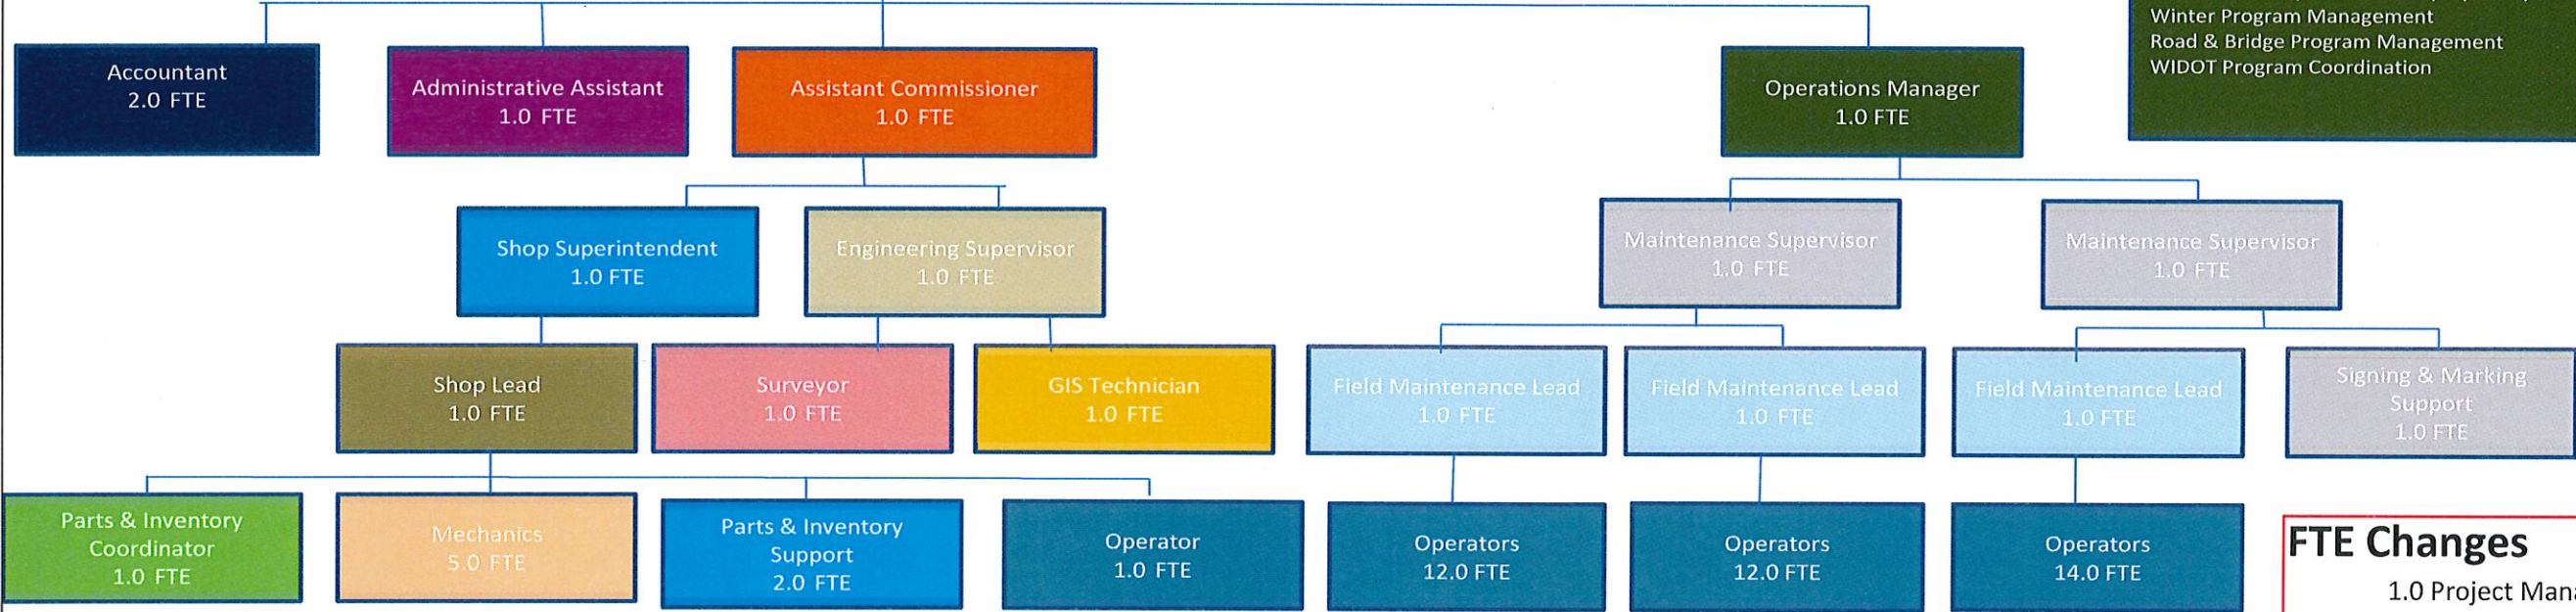 Winter Program Management
Road & Bridge Program Management
WIDOT Program Coordination
Accountant
2.0 FTE
Administrative Assistant
1.0 FTE
Assistant Commissioner
1.0 FTE
Operations Manager
1.0 FTE
Shop Superintendent
1.0 FTE
Engineering Supervisor
1.0 FTE
Maintenance Supervisor
1.0 FTE
Maintenance Supervisor
1.0 FTE
Shop Lead
1.0 FTE
Surveyor
1.0 FTE
GIS Technician
1.0 FTE
Field Maintenance Lead
1.0 FTE
Field Maintenance Lead
1.0 FTE
Field Maintenance Lead
1.0 FTE
Signing & Marking
Support
1.0 FTE
Parts & Inventory
Coordinator
1.0 FTE
Mechanics
5.0 FTE
Parts & Inventory
Support
2.0 FTE
Operator
1.0 FTE
Operators
12.0 FTE
Operators
12.0 FTE
Operators
14.0 FTE
FTE Changes
1.0 Project